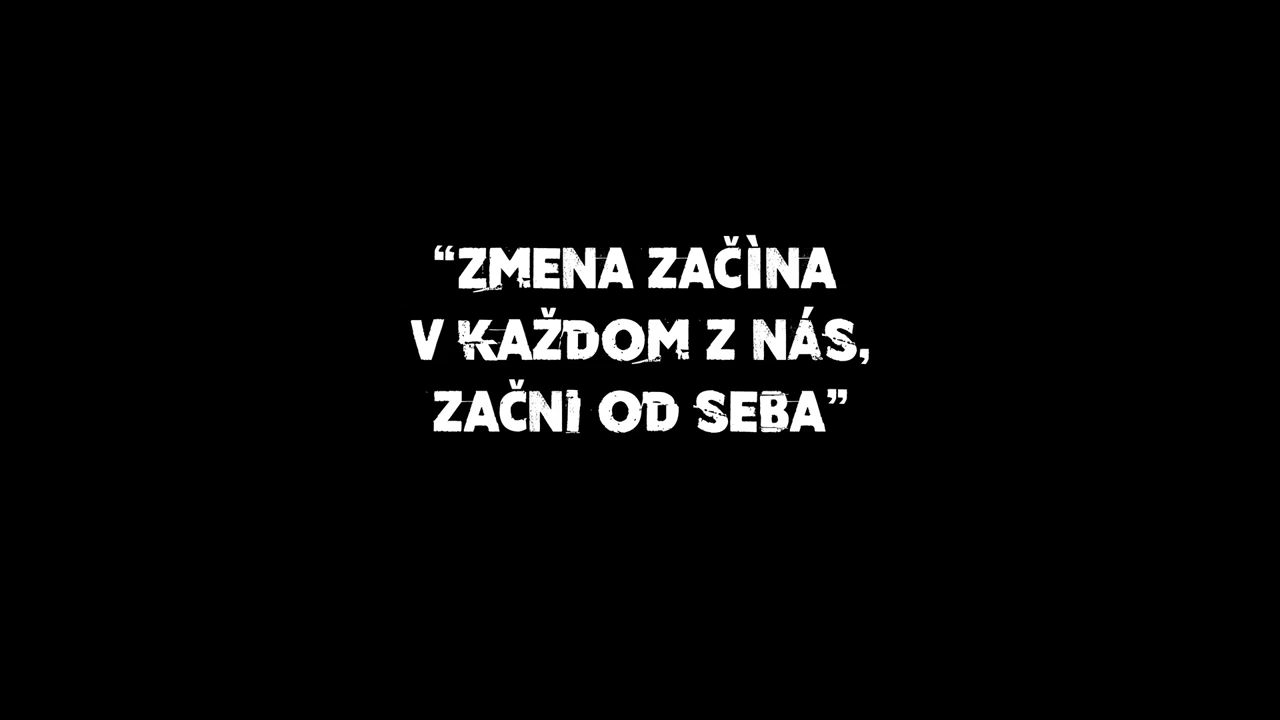 “ZMENA ZAČÌNA
V KAŽDOM Z NÁS,
ZAČNI OD SEBA”